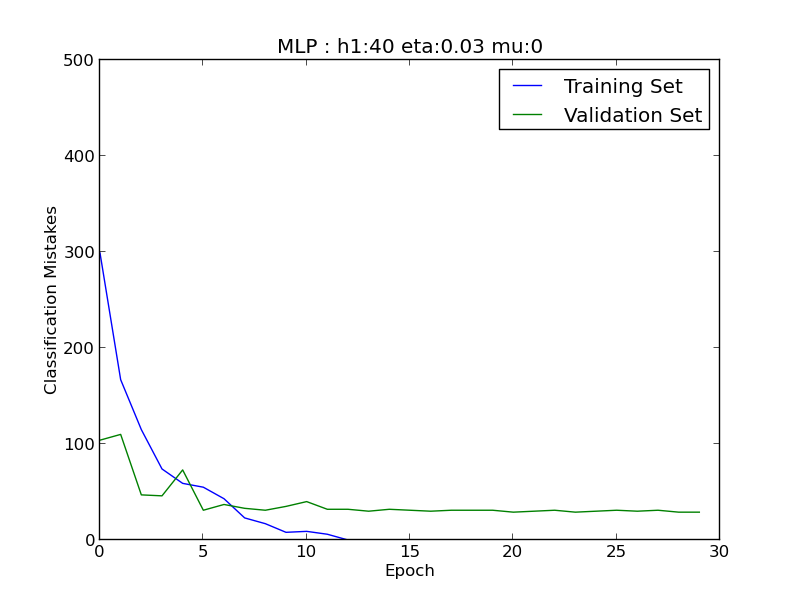 MLP : h1:40 eta:0.03 mu:0
500
400
300
200
100
0
Classification Mistakes
Training Set
Validation Set
0 5 10 15 20 25 30
Epoch